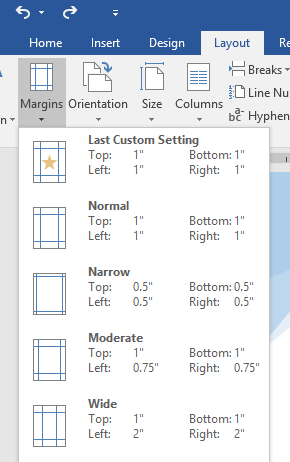 Home Insert Design Layout Re
Margins Orientation Size Columns
Breaks
Line Nu
Hyphen
Last Custom Setting
Top: 1" Bottom: 1"
Left: 1" Right: 1"
Normal
Top: 1" Bottom: 1"
Left: 1" Right: 1"
Narrow
Top: 0.5" Bottom: 0.5"
Left: 0.5" Right: 0.5"
Moderate
Top: 1" Bottom: 1"
Left: 0.75" Right: 0.75"
Wide
Top: 1" Bottom: 1"
Left: 2" Right: 2"